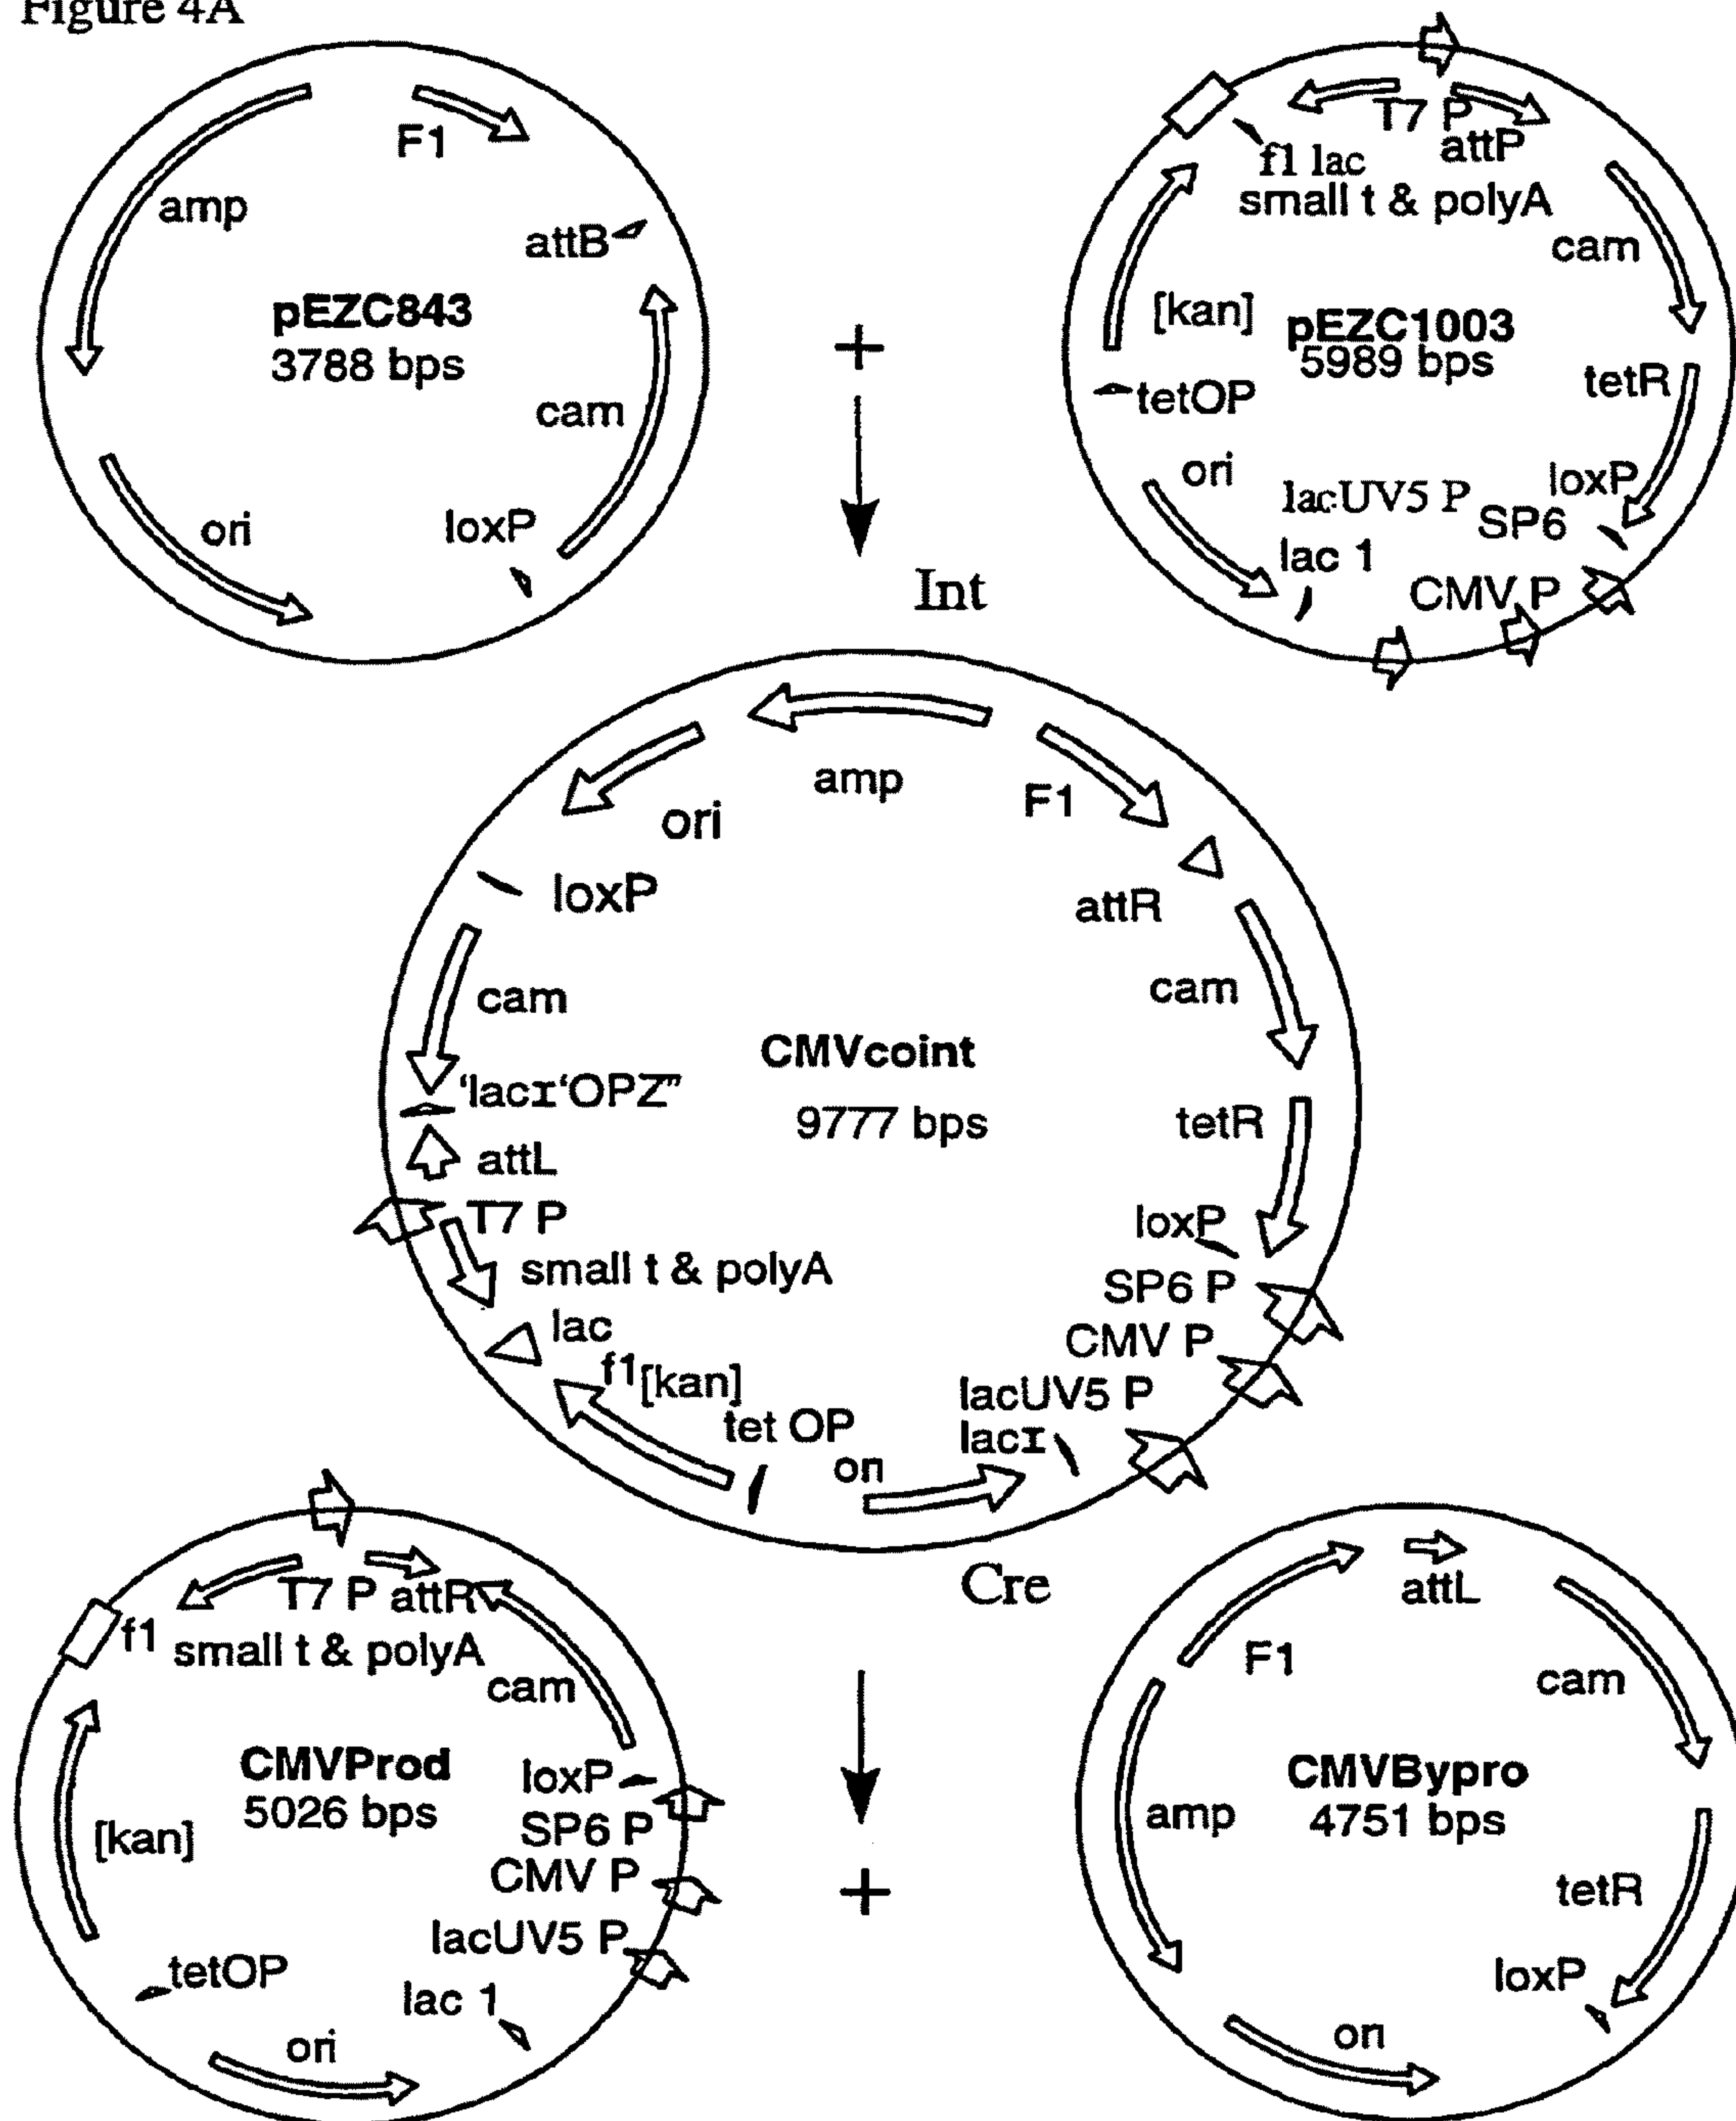 Figure 4A
F1
amp
attB
pEZC843
3788 bps
cam
loxP
ori
+
Int
T7 P
attP
f1 lac
small t & polyA
cam
[kan]
pEZC1003
5989 bps
tetR
tetOP
ori
loxP
lacUV5 P
SP6
lac 1
CMV P
amp
F1
ori
loxP
attR
cam
cam
CMVcoint
9777 bps
'lacI'OPZ"
tetR
attL
T7 P
loxP
small t & polyA
SP6 P
lac
CMV P
f1
[kan]
lacUV5 P
tet OP
lacI
ori
Cre
T7 P
attR
f1
small t & polyA
cam
CMVProd
5026 bps
loxP
SP6 P
[kan]
CMV P
lacUV5 P
tetOP
lac 1
ori
+
attL
F1
cam
CMVBypro
4751 bps
amp
tetR
loxP
ori